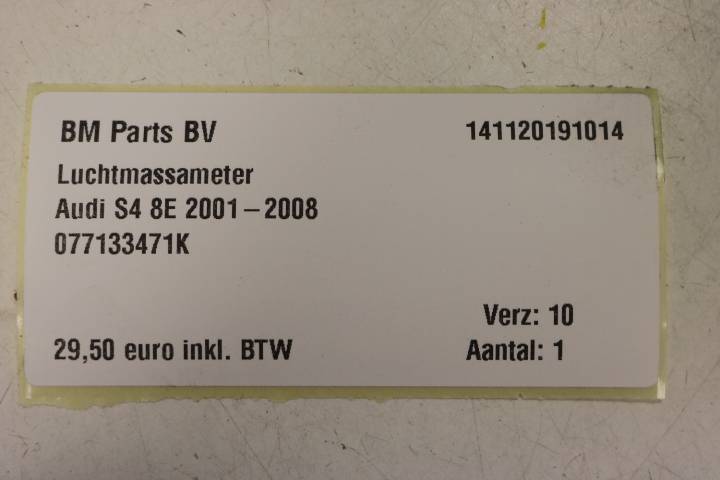 BM Parts BV 141120191014
Luchtmassameter
Audi S4 8E 2001–2008
077133471K
Verz: 10
29,50 euro inkl. BTW Aantal: 1